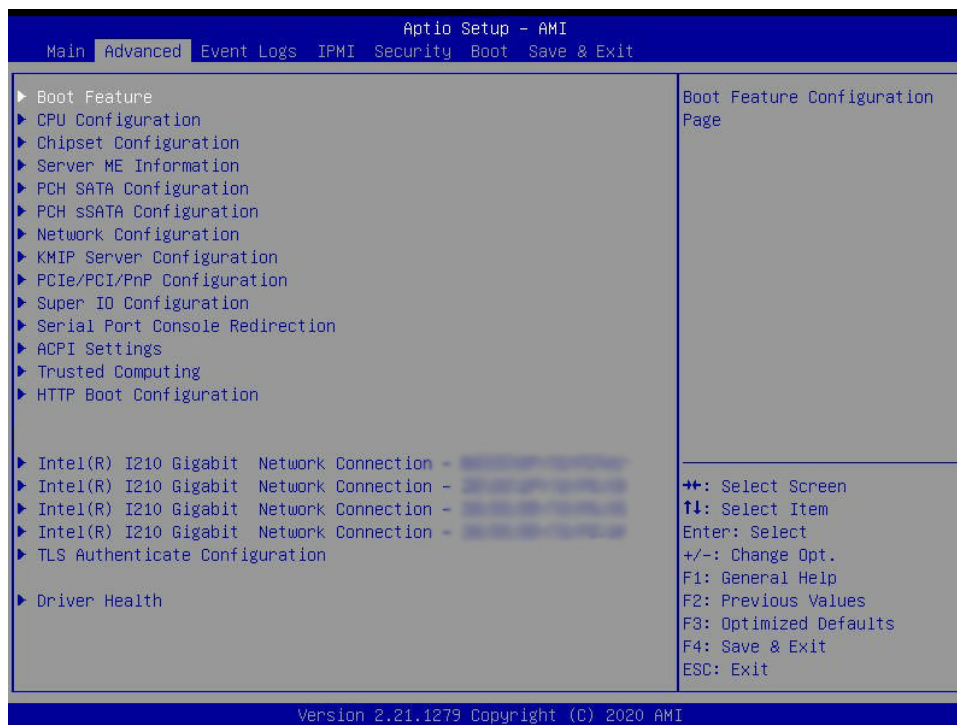 Aptio Setup – AMI
Main Advanced Event Logs IPMI Security Boot Save & Exit
▶ Boot Feature
▶ CPU Configuration
▶ Chipset Configuration
▶ Server ME Information
▶ PCH SATA Configuration
▶ PCH sSATA Configuration
▶ Network Configuration
▶ KMIP Server Configuration
▶ PCIe/PCI/PnP Configuration
▶ Super IO Configuration
▶ Serial Port Console Redirection
▶ ACPI Settings
▶ Trusted Computing
▶ HTTP Boot Configuration
▶ Intel(R) I210 Gigabit Network Connection –
▶ Intel(R) I210 Gigabit Network Connection –
▶ Intel(R) I210 Gigabit Network Connection –
▶ Intel(R) I210 Gigabit Network Connection –
▶ TLS Authenticate Configuration
▶ Driver Health
Boot Feature Configuration
Page
→←: Select Screen
↑↓: Select Item
Enter: Select
+/-: Change Opt.
F1: General Help
F2: Previous Values
F3: Optimized Defaults
F4: Save & Exit
ESC: Exit
Version 2.21.1279 Copyright (C) 2020 AMI